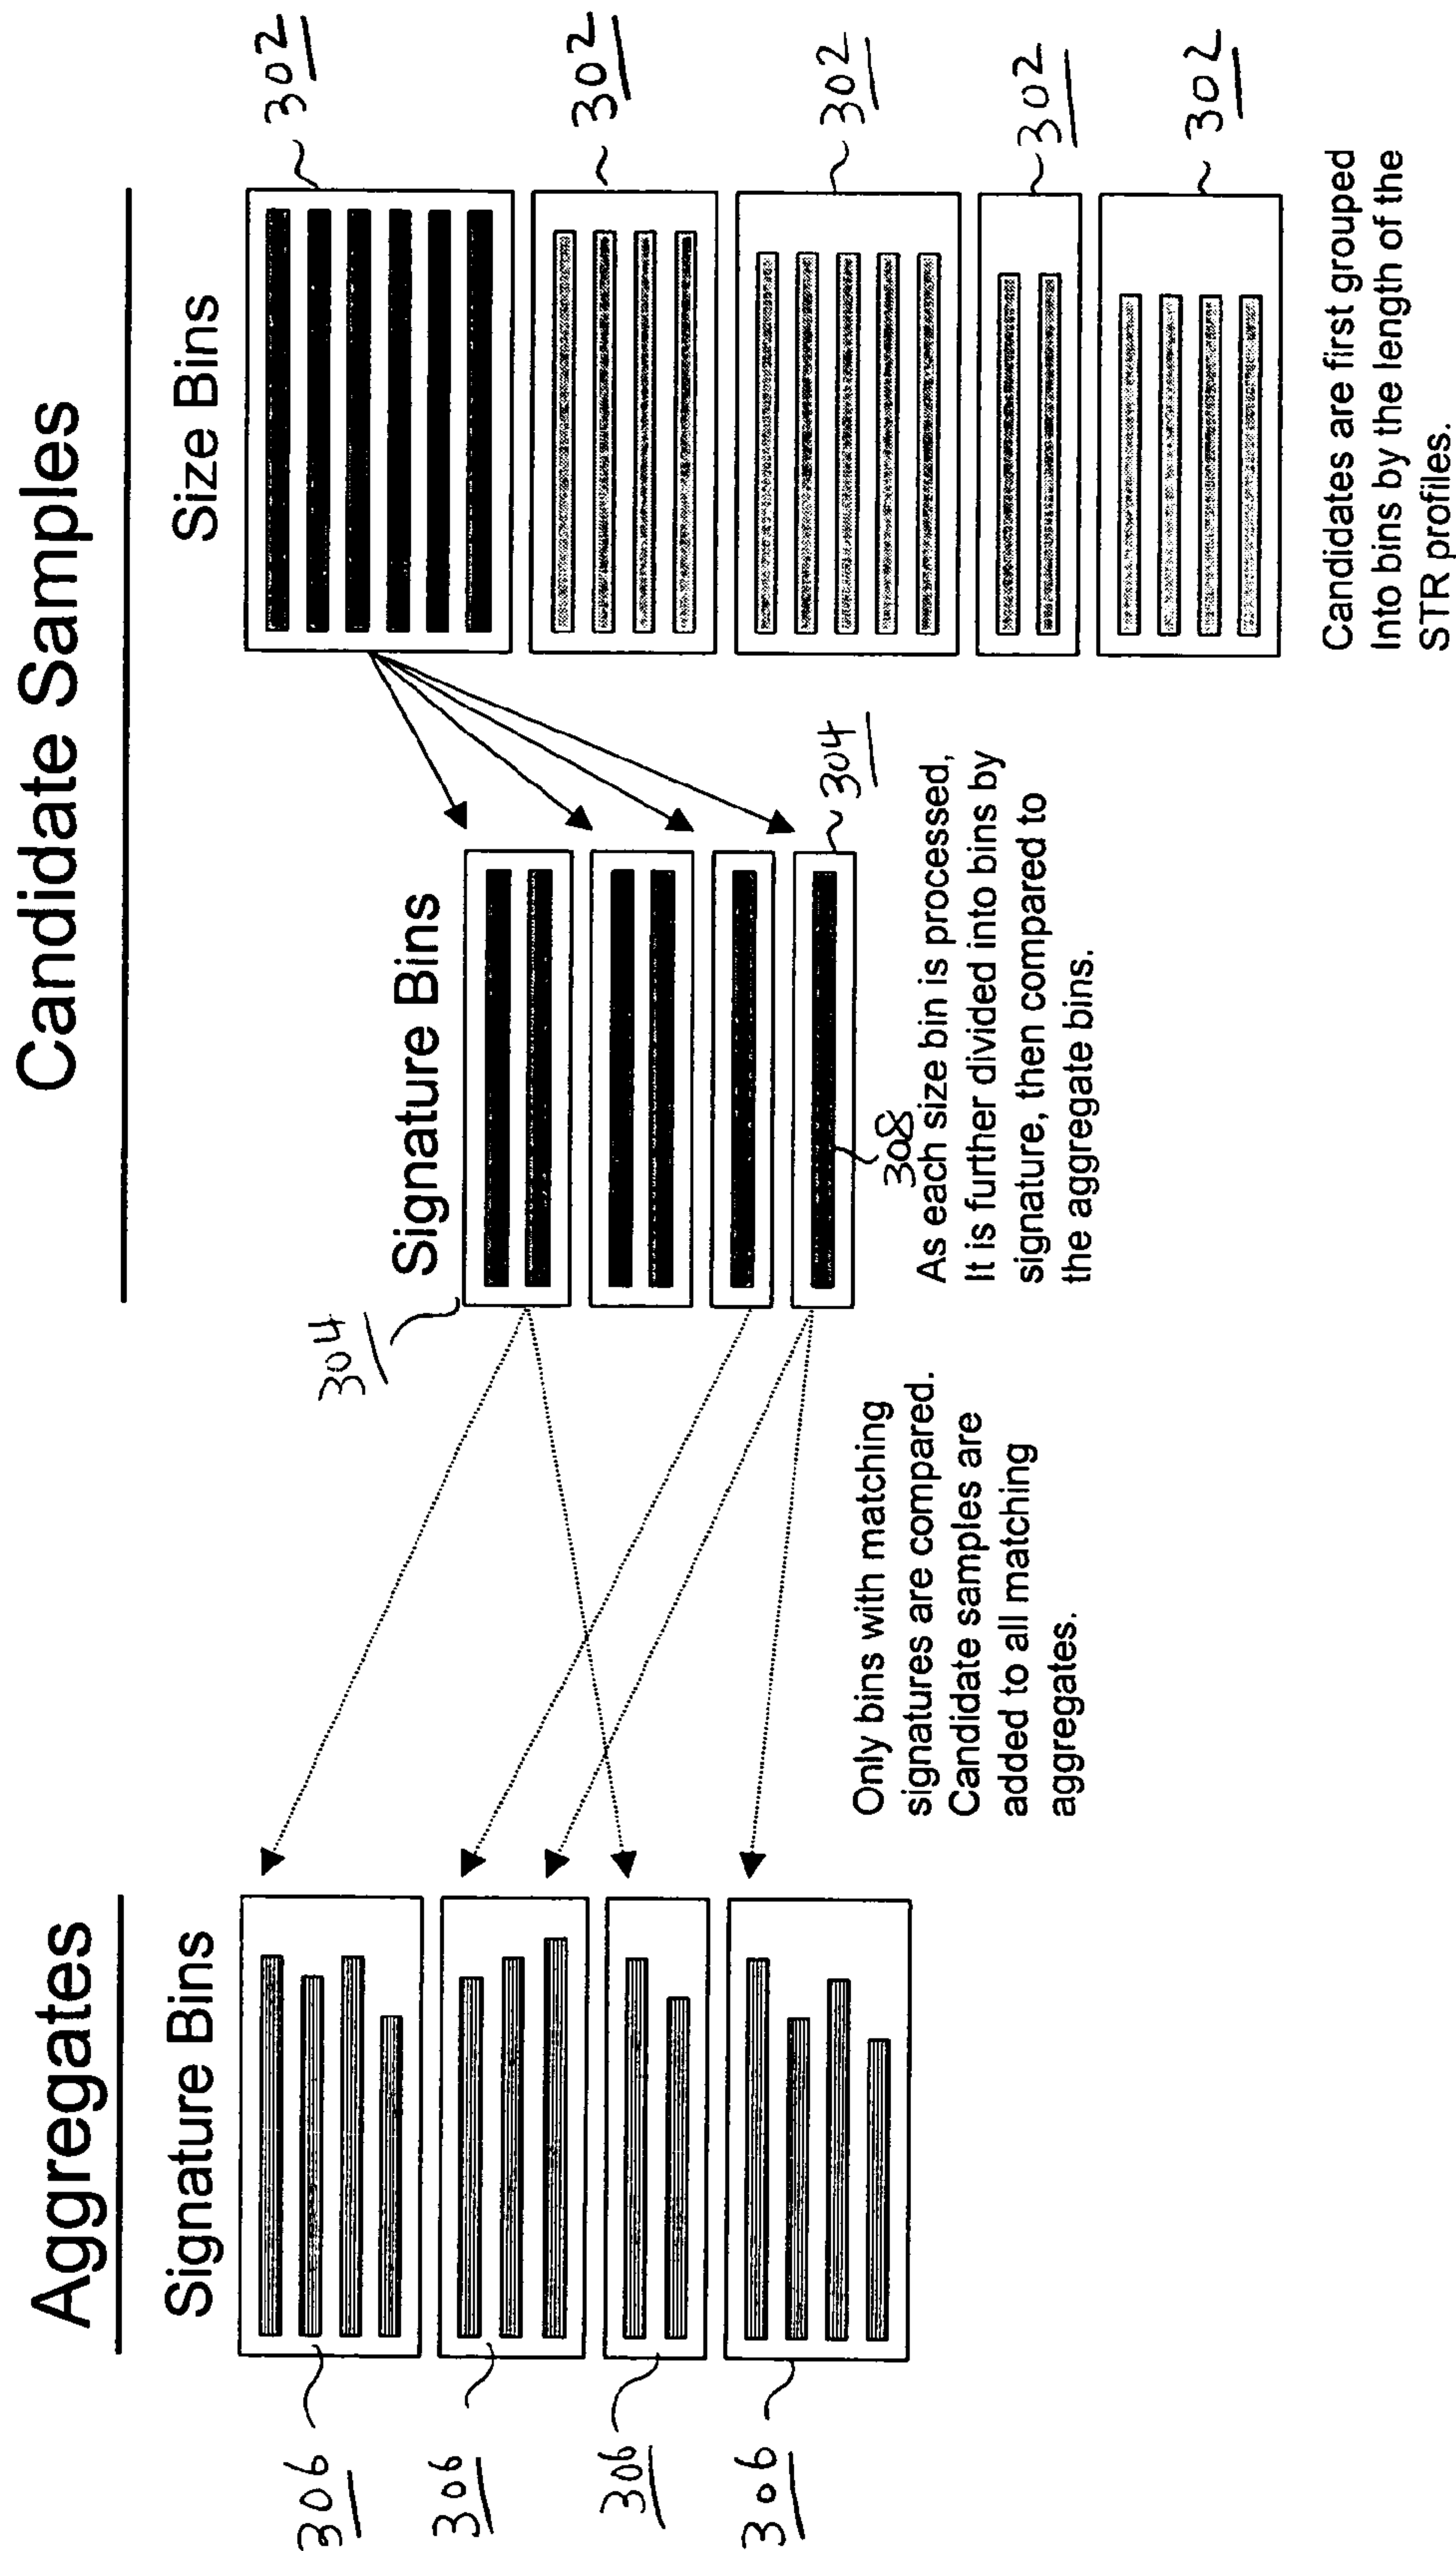 Aggregates
Candidate Samples
Signature Bins
Signature Bins
Size Bins
306
306
306
306
304
304
308
302
302
302
302
302
Only bins with matching
signatures are compared.
Candidate samples are
added to all matching
aggregates.
As each size bin is processed,
It is further divided into bins by
signature, then compared to
the aggregate bins.
Candidates are first grouped
Into bins by the length of the
STR profiles.